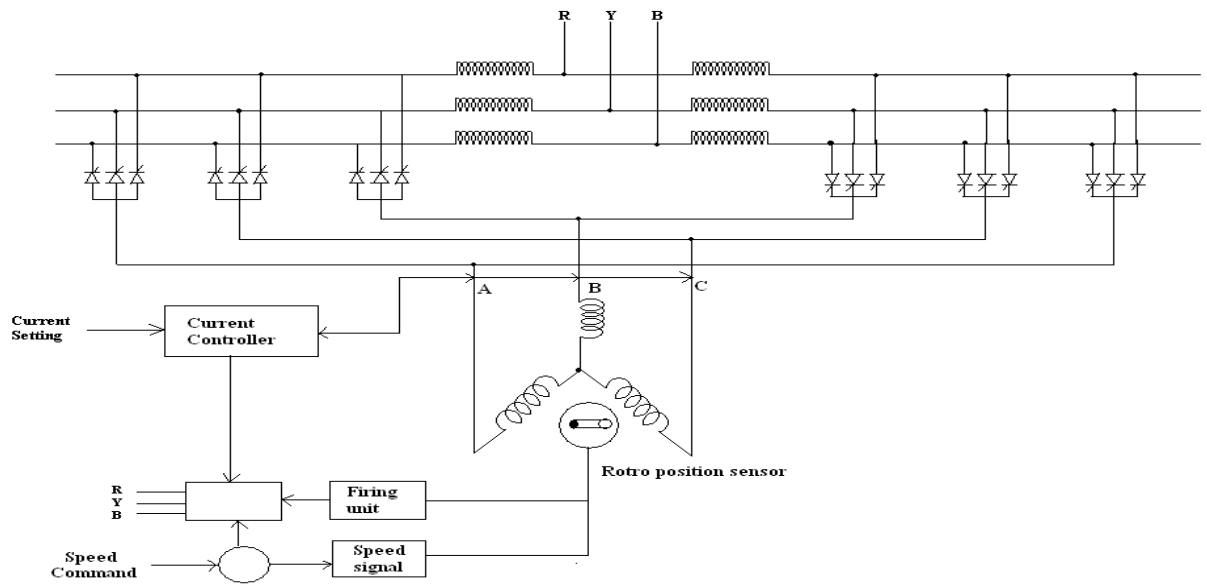 R Y B
A B C
Current
Setting
Current
Controller
Rotro position sensor
R
Y
B
Firing
unit
Speed
Command
Speed
signal